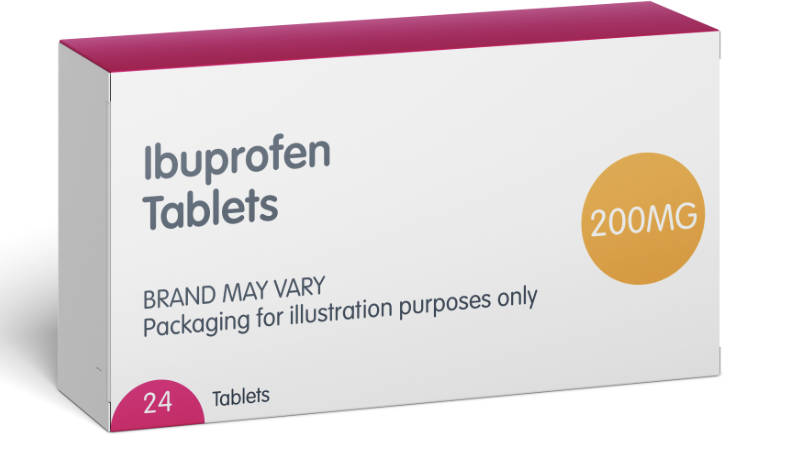 Ibuprofen
Tablets
200MG
BRAND MAY VARY
Packaging for illustration purposes only
24 Tablets